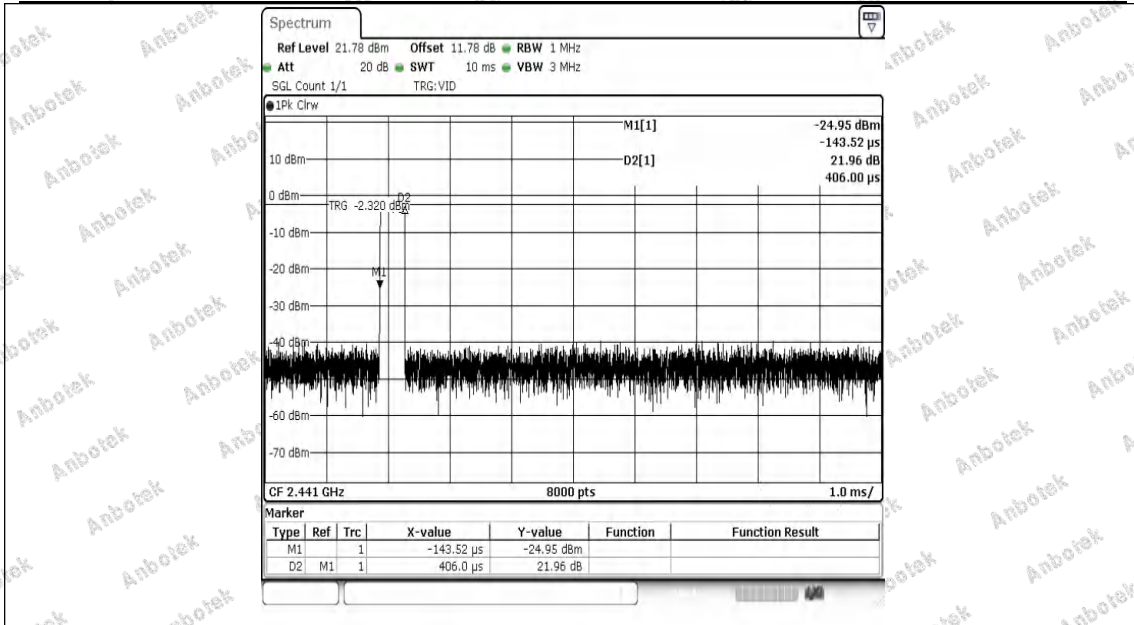 Spectrum
Ref Level 21.78 dBm Offset 11.78 dB RBW 1 MHz
Att 20 dB SWT 10 ms VBW 3 MHz
SGL Count 1/1 TRG:VID
1Pk Clrw
M1[1] -24.95 dBm
-143.52 µs
10 dBm D2[1] 21.96 dB
406.00 µs
0 dBm
D2
TRG -2.320 dBm
-10 dBm
-20 dBm
M1
-30 dBm
-40 dBm
-60 dBm
-70 dBm
CF 2.441 GHz 8000 pts 1.0 ms/
Marker
Type Ref Trc X-value Y-value Function Function Result
M1 1 -143.52 µs -24.95 dBm
D2 M1 1 406.0 µs 21.96 dB
Anbotek